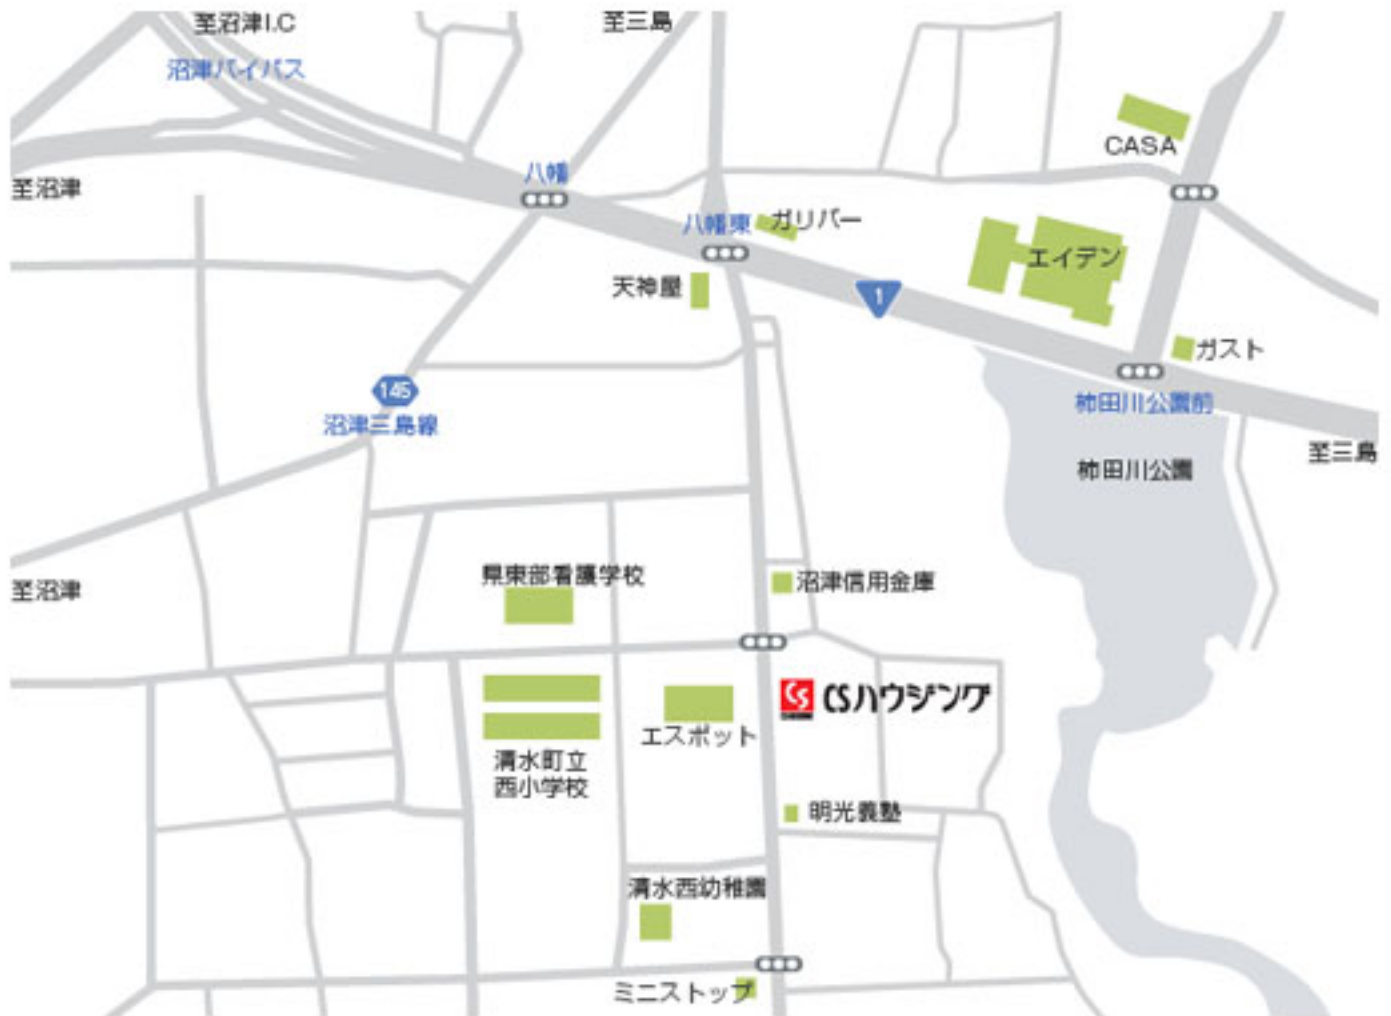 至沼津I.C
至三島
沼津バイパス
CASA
八幡
至沼津
八幡東
ガリバー
エイデン
天神屋
1
ガスト
145
柿田川公園前
沼津三島線
至三島
柿田川公園
県東部看護学校
沼津信用金庫
至沼津
CS
CSハウジング
エスポット
清水町立
西小学校
明光義塾
清水西幼稚園
ミニストップ